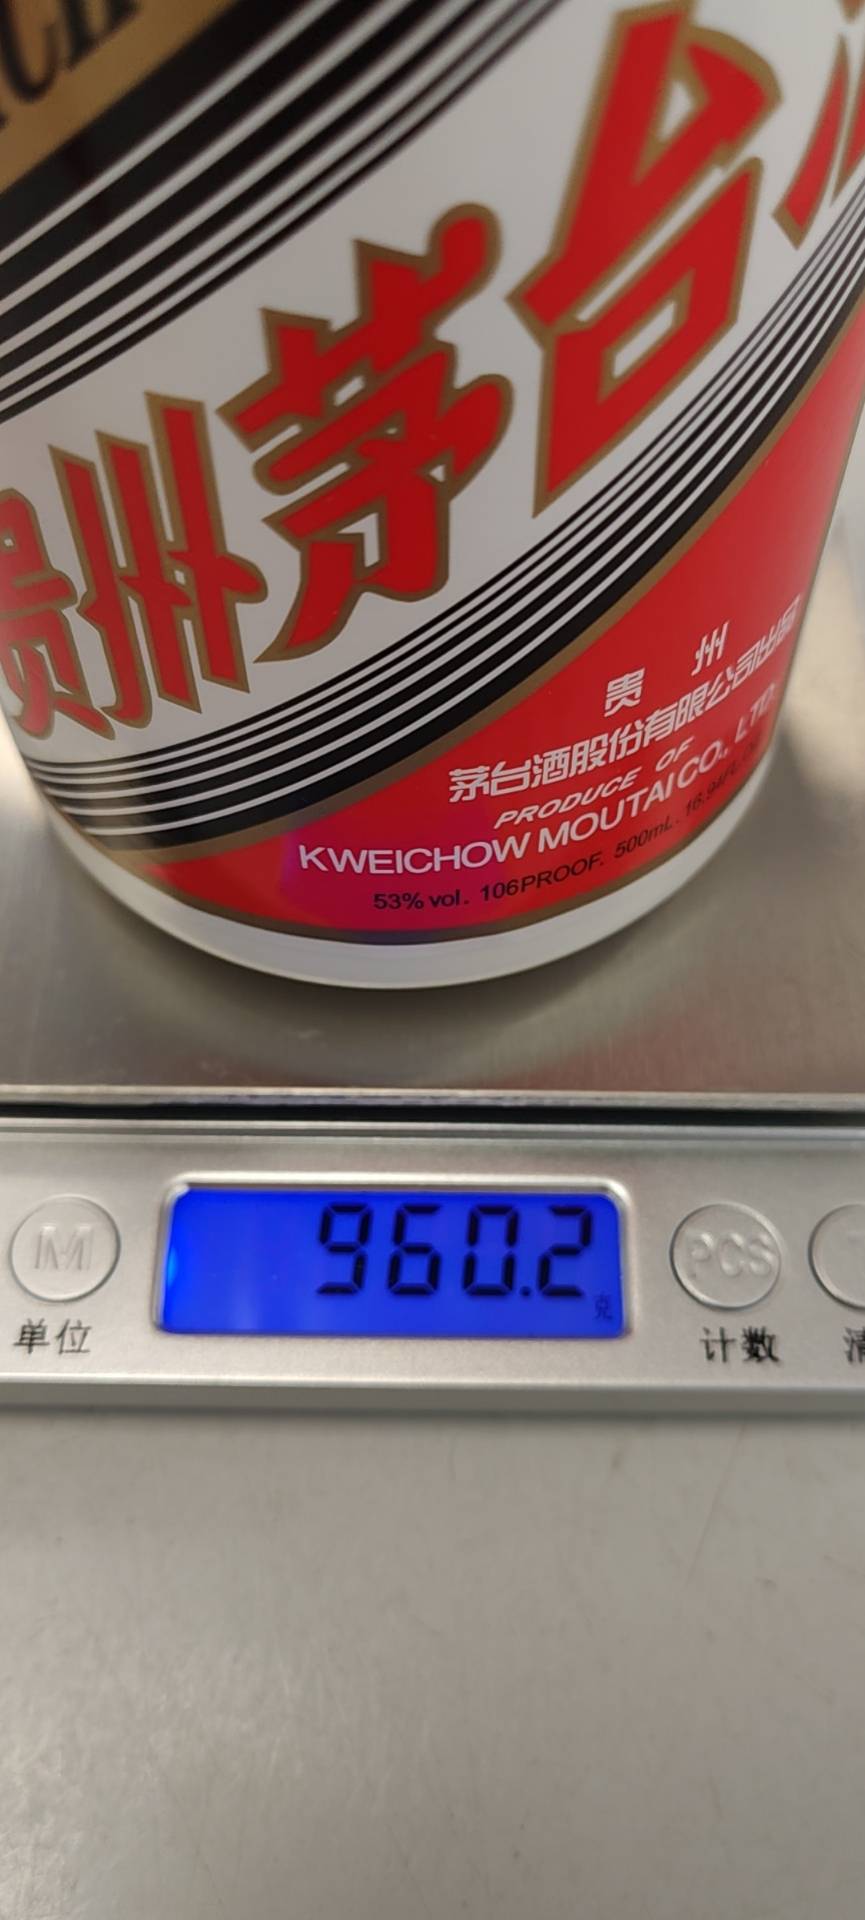 贵州茅台
贵 州
茅台酒股份有限公司出品
PRODUCE OF
KWEICHOW MOUTAI CO., LTD.
53% vol. 106PROOF. 500mL.
960.2
克
M
PCS
单位
计数
清